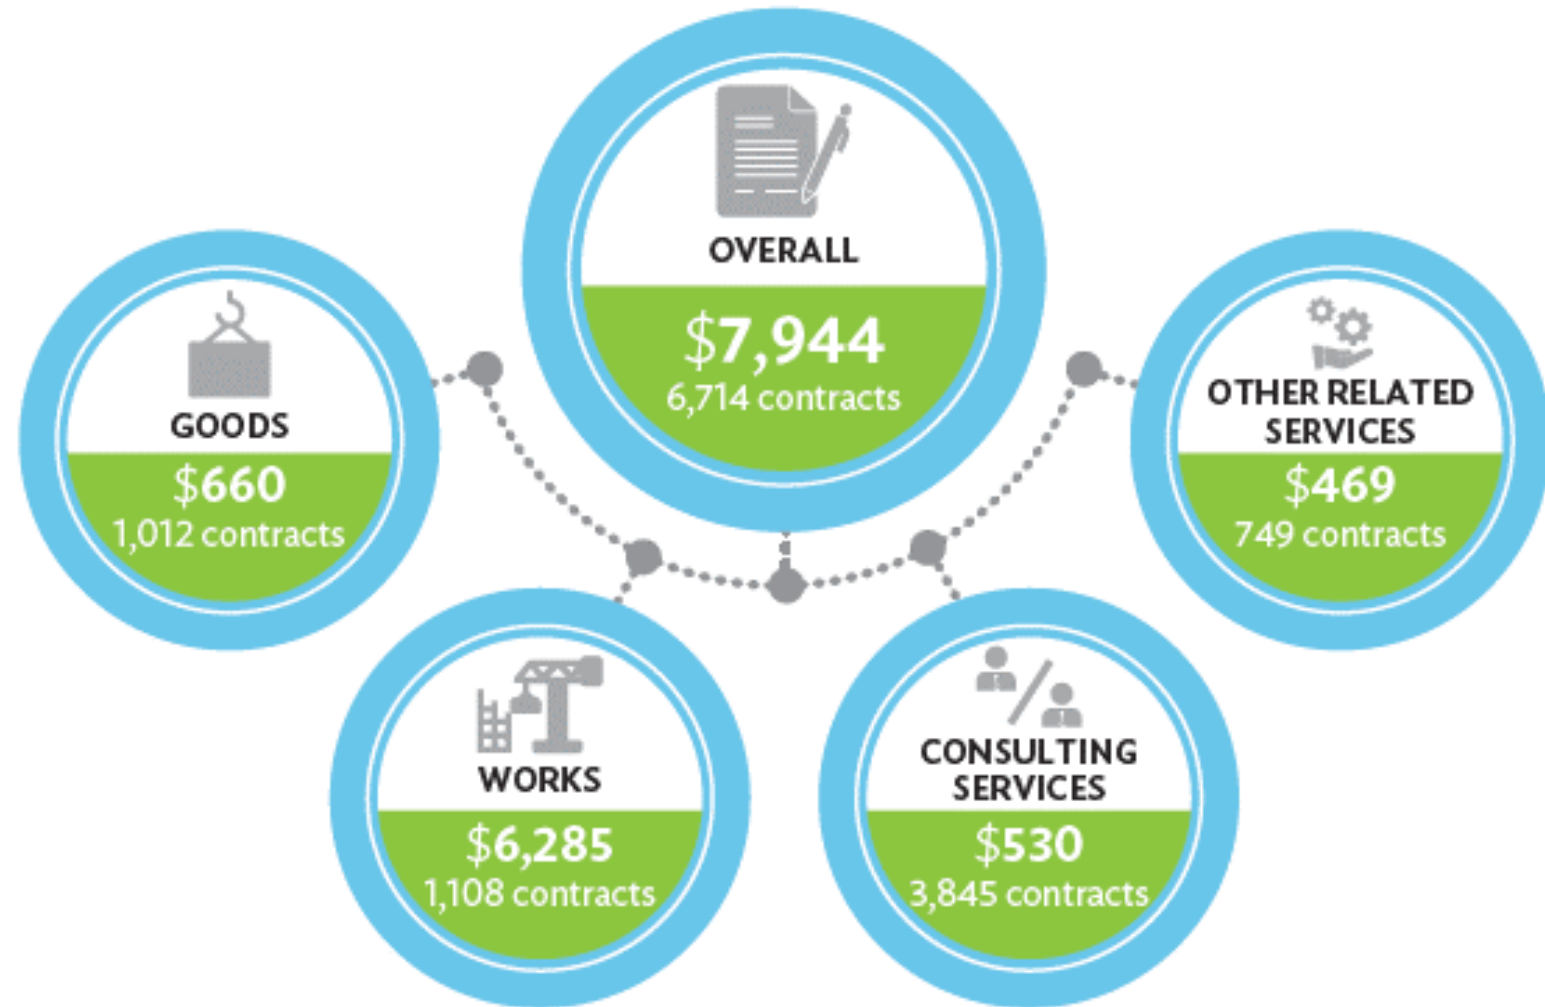 OVERALL
$7,944
6,714 contracts
GOODS
$660
1,012 contracts
OTHER RELATED
SERVICES
$469
749 contracts
WORKS
$6,285
1,108 contracts
CONSULTING
SERVICES
$530
3,845 contracts